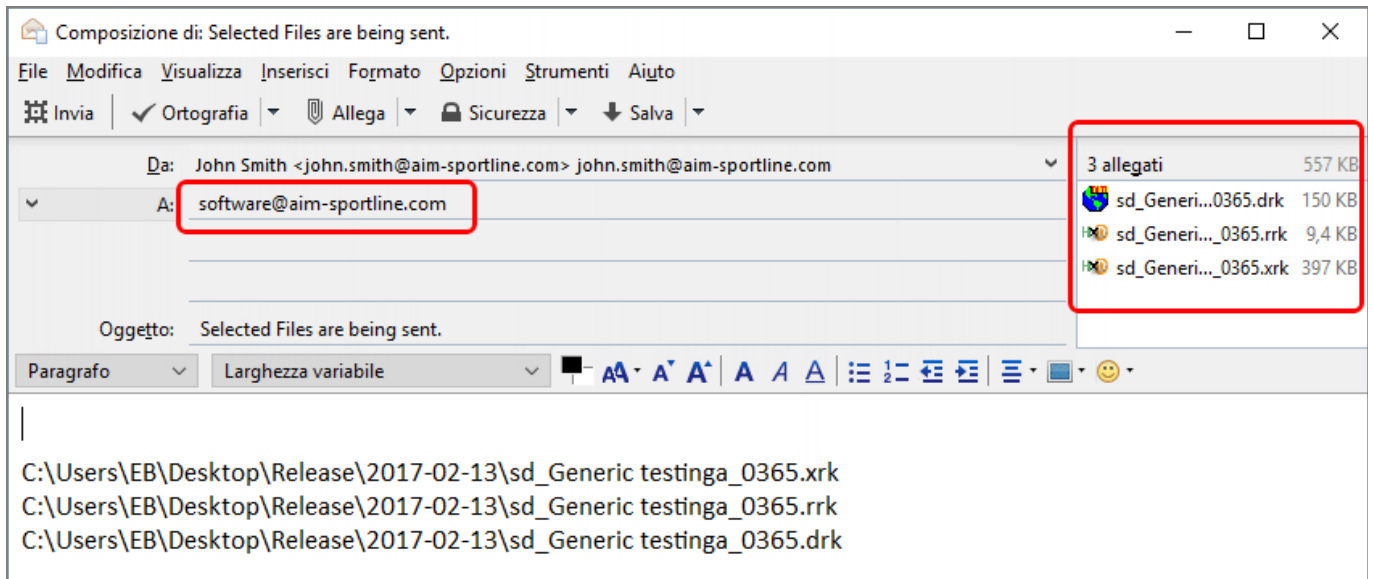 Composizione di: Selected Files are being sent.
File Modifica Visualizza Inserisci Formato Opzioni Strumenti Aiuto
Invia Ortografia Allega Sicurezza Salva
Da: John Smith <john.smith@aim-sportline.com> john.smith@aim-sportline.com
A: software@aim-sportline.com
3 allegati 557 KB
sd_Generi...0365.drk 150 KB
sd_Generi..._0365.rrk 9,4 KB
sd_Generi..._0365.xrk 397 KB
Oggetto: Selected Files are being sent.
Paragrafo Larghezza variabile
C:\Users\EB\Desktop\Release\2017-02-13\sd_Generic testinga_0365.xrk
C:\Users\EB\Desktop\Release\2017-02-13\sd_Generic testinga_0365.rrk
C:\Users\EB\Desktop\Release\2017-02-13\sd_Generic testinga_0365.drk